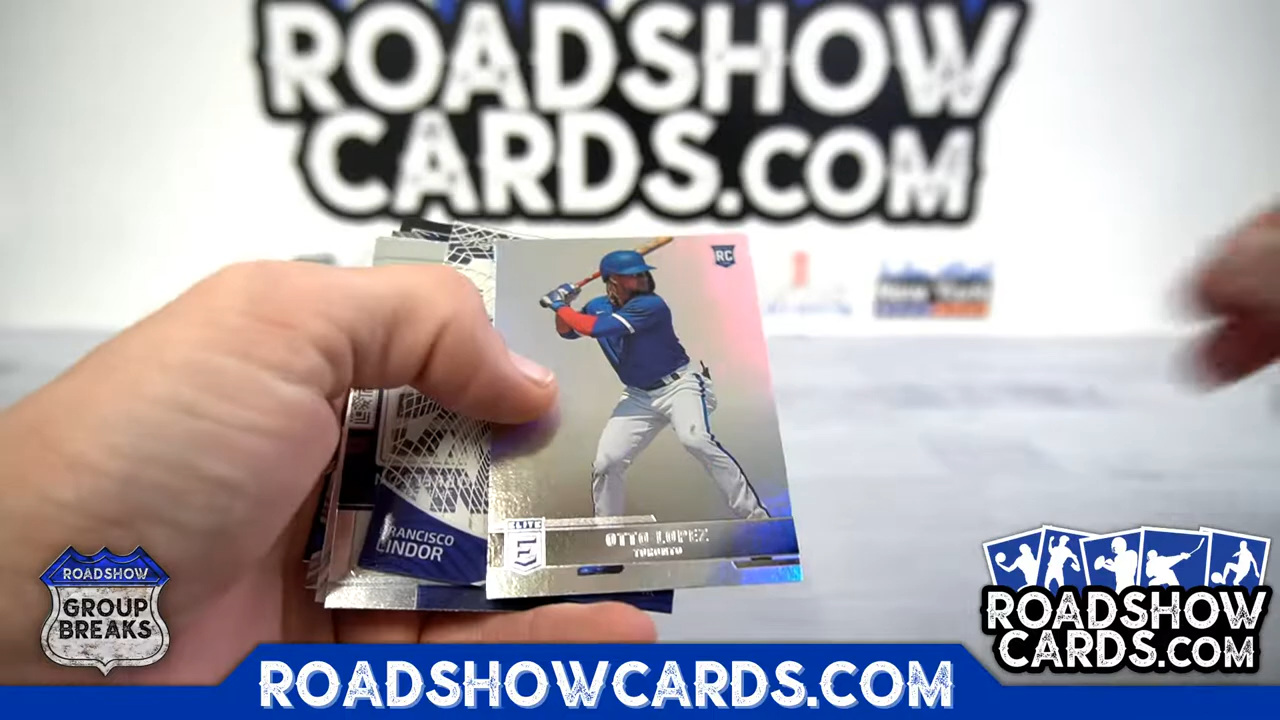 ROADSHOW
CARDS.COM
RC
FRANCISCO
LINDOR
ELITE
E
OTTO LOPEZ
TORONTO
ROADSHOW
GROUP
BREAKS
ROADSHOW
CARDS.COM
ROADSHOWCARDS.COM